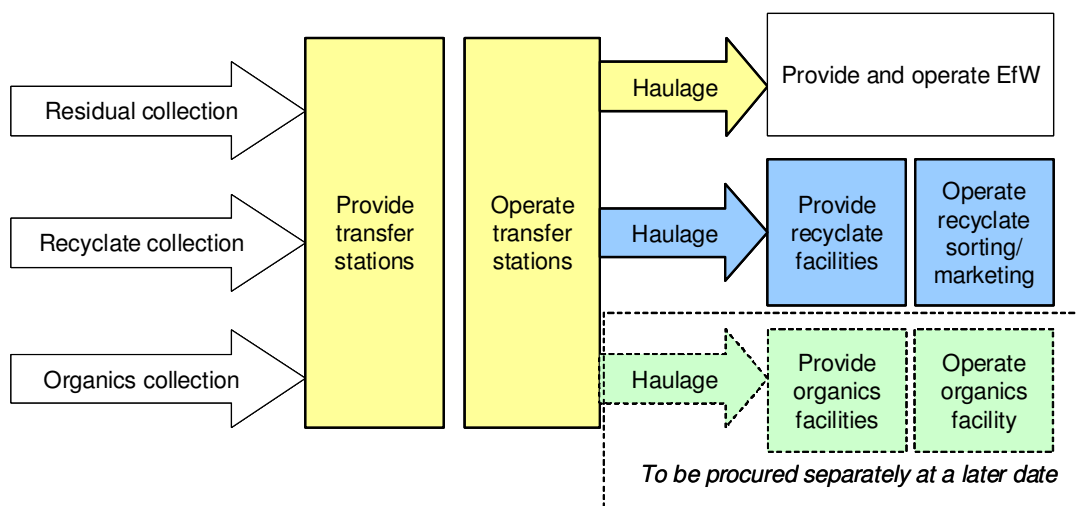 Residual collection
Recyclate collection
Organics collection
Provide
transfer
stations
Operate
transfer
stations
Haulage
Provide and operate EfW
Haulage
Provide
recyclate
facilities
Operate
recyclate
sorting/
marketing
Haulage
Provide
organics
facilities
Operate
organics
facility
To be procured separately at a later date